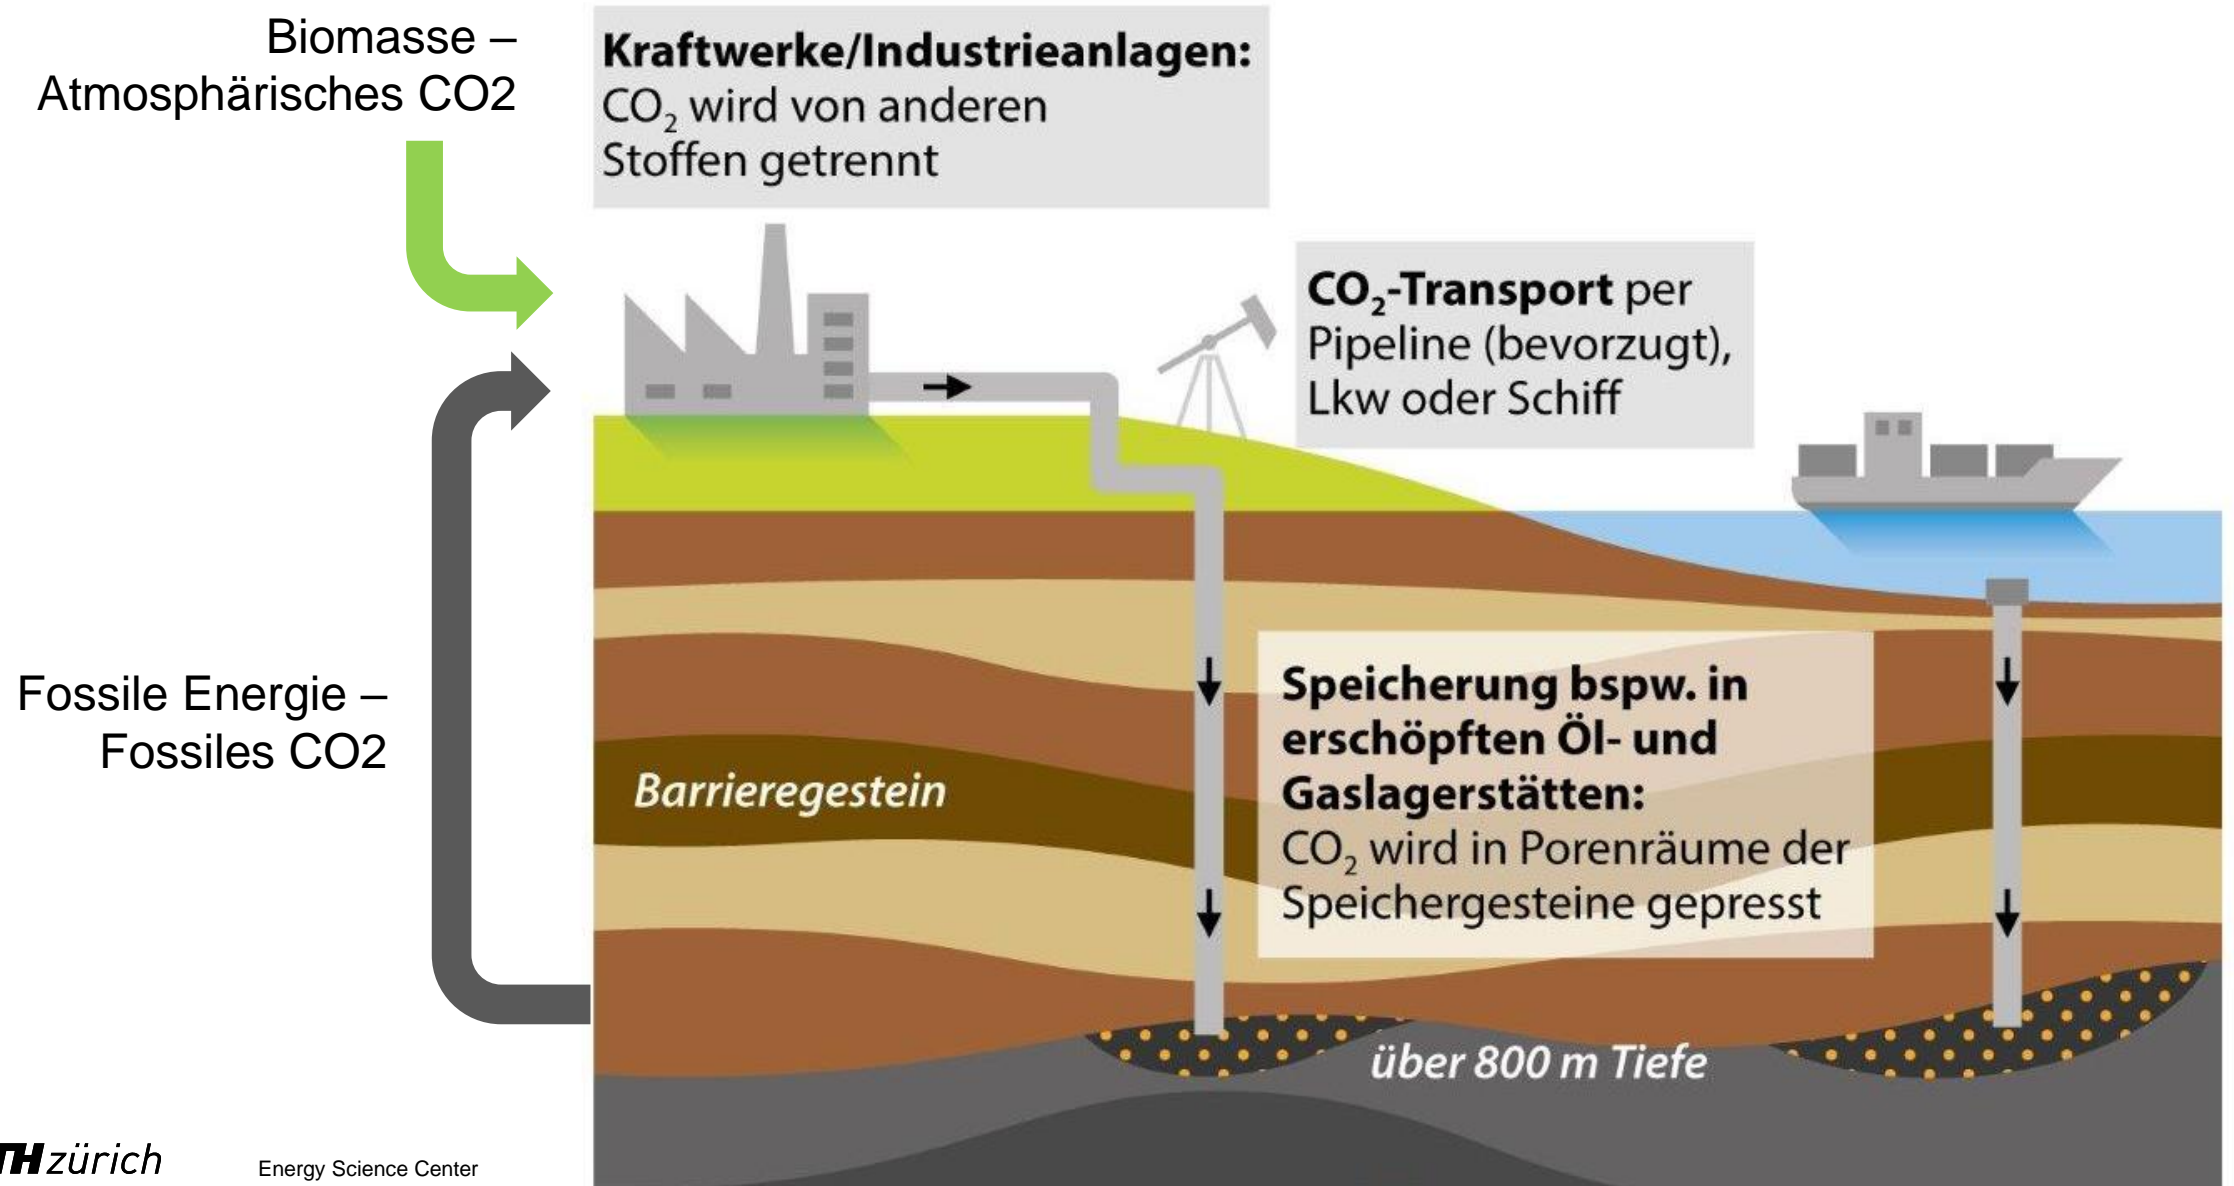 Biomasse –
Atmosphärisches CO2
Kraftwerke/Industrieanlagen:
CO₂ wird von anderen
Stoffen getrennt
CO₂-Transport per
Pipeline (bevorzugt),
Lkw oder Schiff
Fossile Energie –
Fossiles CO2
Barrieregestein
Speicherung bspw. in
erschöpften Öl- und
Gaslagerstätten:
CO₂ wird in Porenräume der
Speichergesteine gepresst
über 800 m Tiefe
TH zürich
Energy Science Center